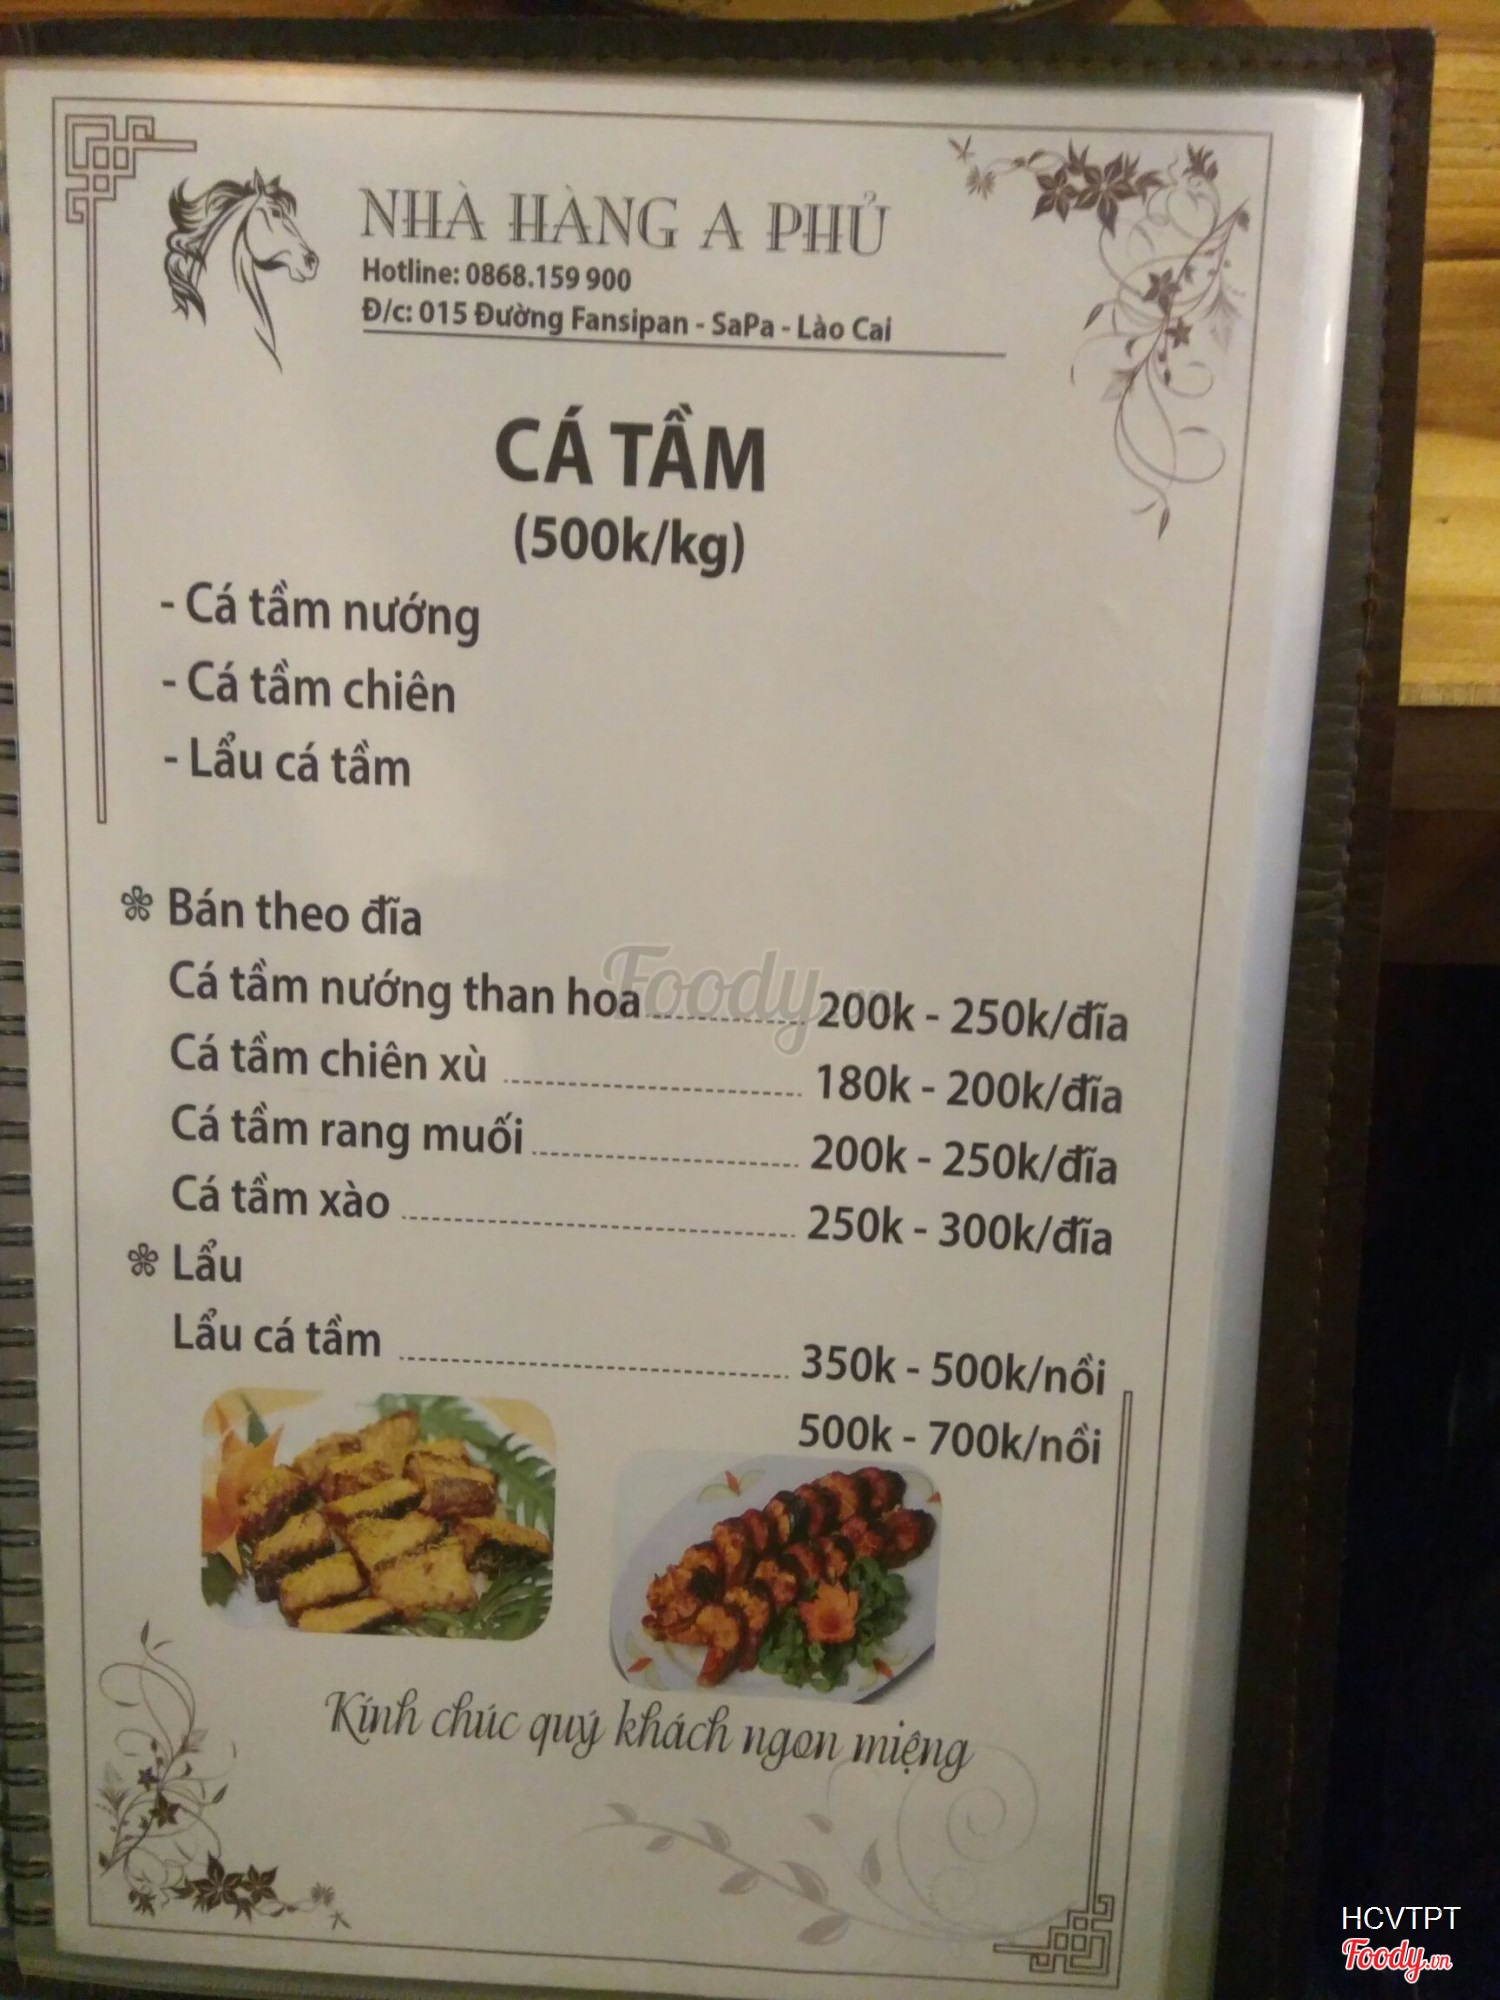 NHÀ HÀNG A PHỦ
Hotline: 0868.159 900
Đ/c: 015 Đường Fansipan - SaPa - Lào Cai
CÁ TẦM
(500k/kg)
- Cá tầm nướng
- Cá tầm chiên
- Lẩu cá tầm
Bán theo đĩa
Cá tầm nướng than hoa 200k - 250k/đĩa
Cá tầm chiên xù 180k - 200k/đĩa
Cá tầm rang muối 200k - 250k/đĩa
Cá tầm xào 250k - 300k/đĩa
Lẩu
Lẩu cá tầm 350k - 500k/nồi
500k - 700k/nồi
Kính chúc quý khách ngon miệng
Foody.vn
HCVTPT
Foody.vn